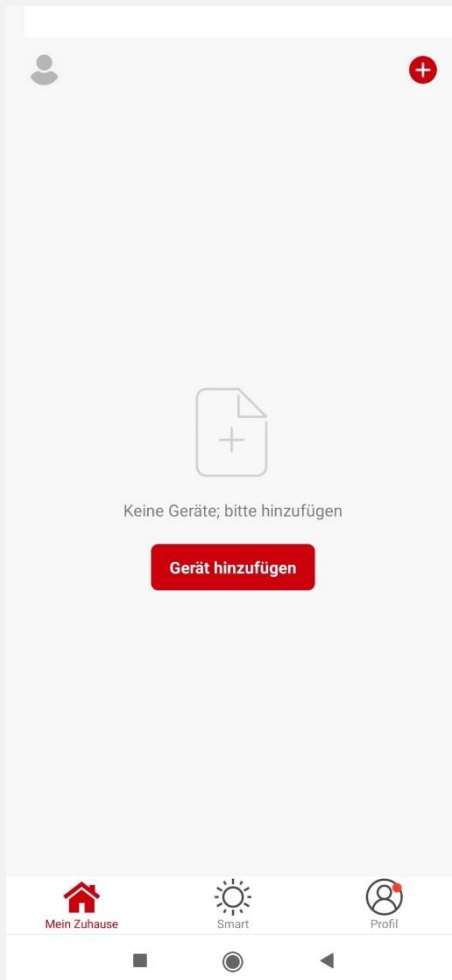 Keine Geräte; bitte hinzufügen
Gerät hinzufügen
Mein Zuhause
Smart
Profil